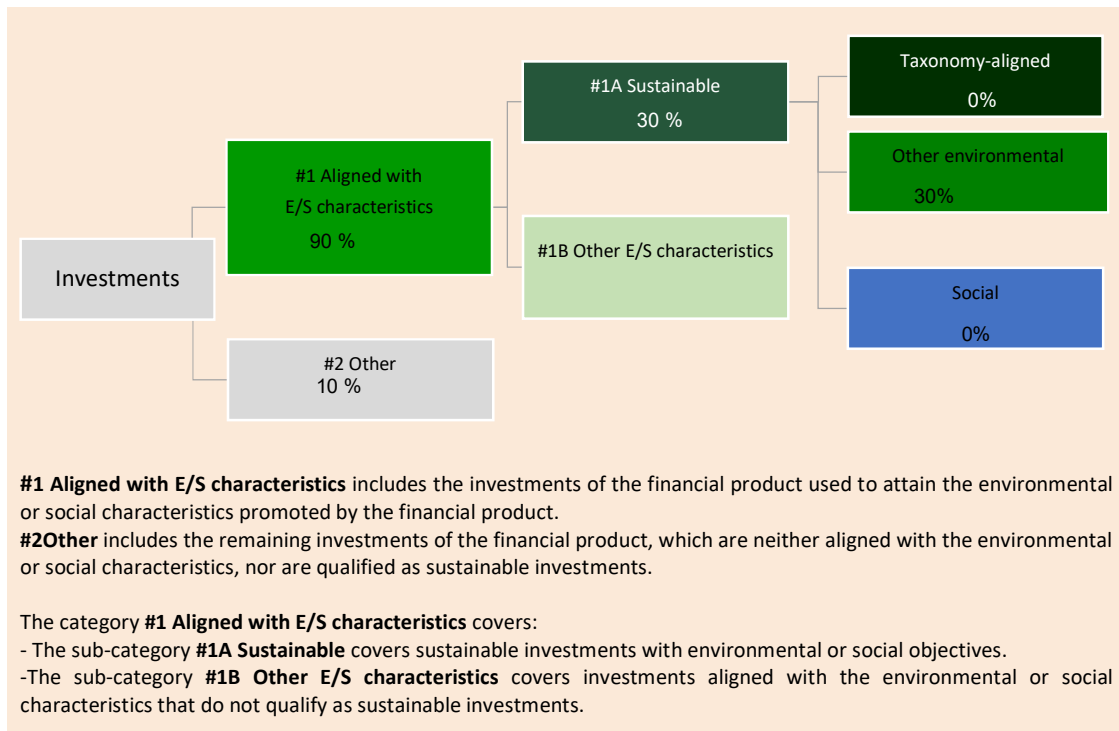 Investments
#1 Aligned with
E/S characteristics
90 %
#2 Other
10 %
#1A Sustainable
30 %
#1B Other E/S characteristics
Taxonomy-aligned
0%
Other environmental
30%
Social
0%
#1 Aligned with E/S characteristics includes the investments of the financial product used to attain the environmental
or social characteristics promoted by the financial product.
#2Other includes the remaining investments of the financial product, which are neither aligned with the environmental
or social characteristics, nor are qualified as sustainable investments.
The category #1 Aligned with E/S characteristics covers:
- The sub-category #1A Sustainable covers sustainable investments with environmental or social objectives.
-The sub-category #1B Other E/S characteristics covers investments aligned with the environmental or social
characteristics that do not qualify as sustainable investments.